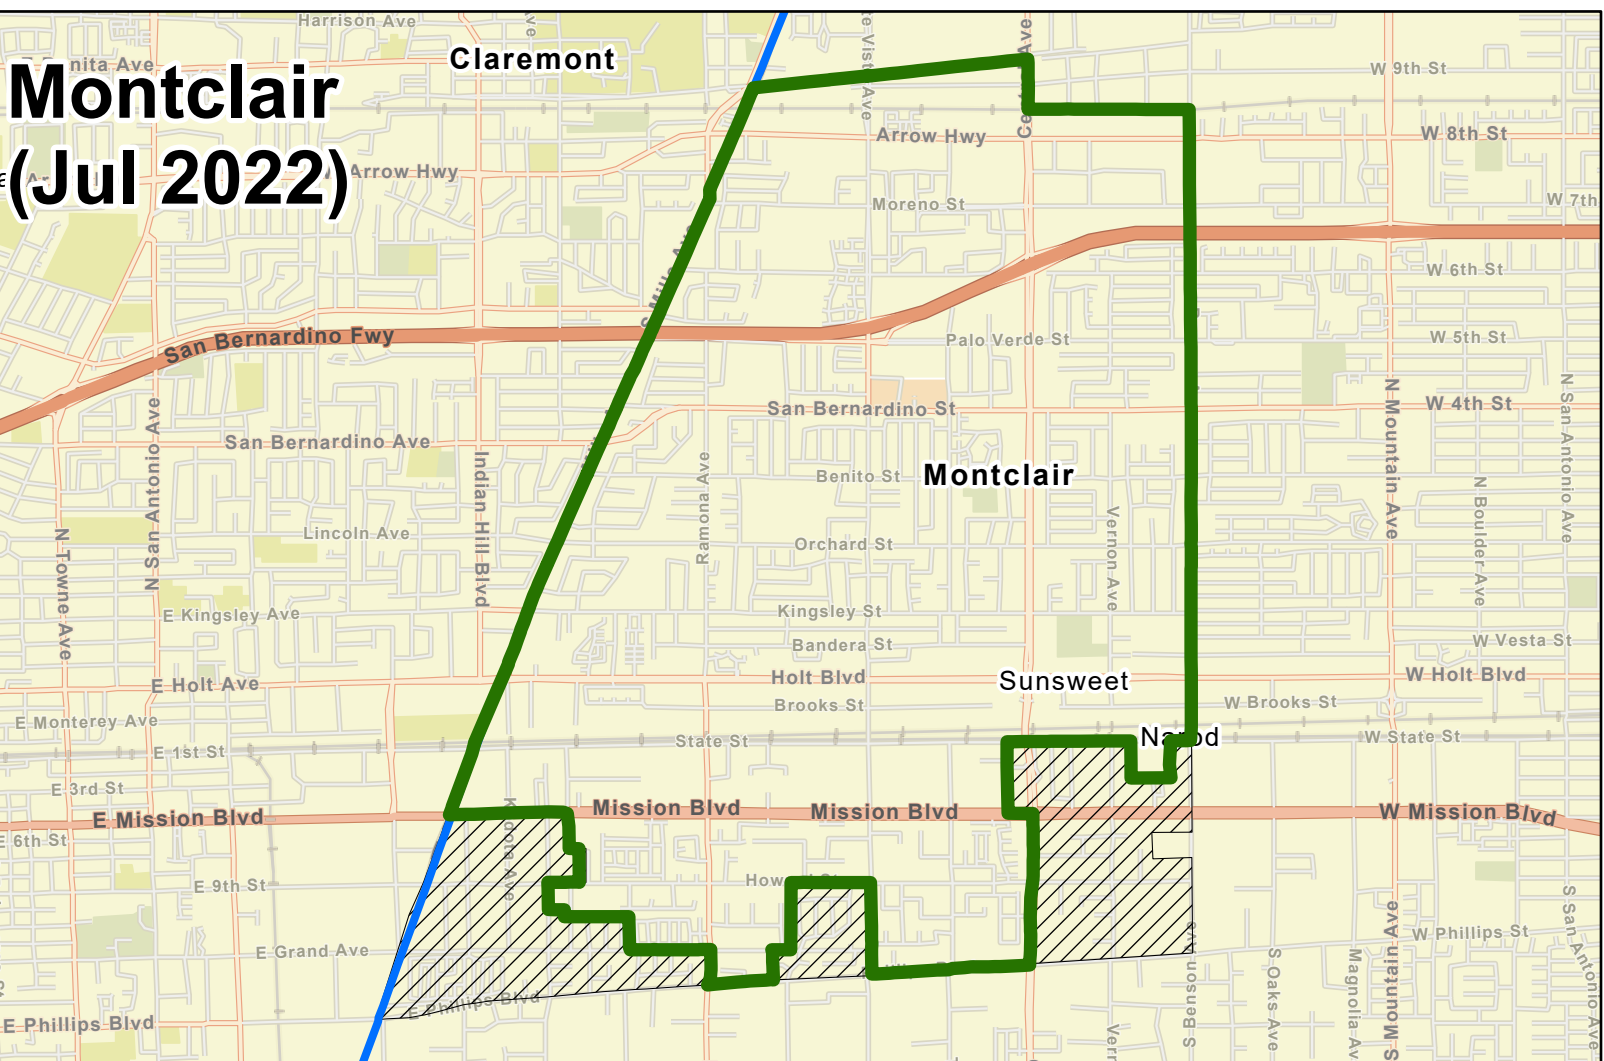 Harrison Ave
Claremont
Montclair
(Jul 2022)
W 9th St
Arrow Hwy
W 8th St
Arrow Hwy
Moreno St
W 7th
W 6th St
San Bernardino Fwy
Palo Verde St
W 5th St
San Bernardino St
W 4th St
San Bernardino Ave
N San Antonio Ave
N Mountain Ave
N San Antonio Ave
Indian Hill Blvd
Ramona Ave
Benito St
Montclair
N Boulder Ave
Vernon Ave
Lincoln Ave
Orchard St
N Towne Ave
E Kingsley Ave
Kingsley St
Bandera St
W Vesta St
E Holt Ave
Holt Blvd
Sunsweet
W Holt Blvd
Brooks St
W Brooks St
E Monterey Ave
E 1st St
State St
Narod
W State St
E 3rd St
E Mission Blvd
Mission Blvd
Mission Blvd
W Mission Blvd
E 6th St
E 9th St
E Grand Ave
W Phillips St
S Benson Ave
S Oaks Ave
Magnolia Av
S Mountain Ave
S San Antonio Ave
E Phillips Blvd
E Phillips Blvd